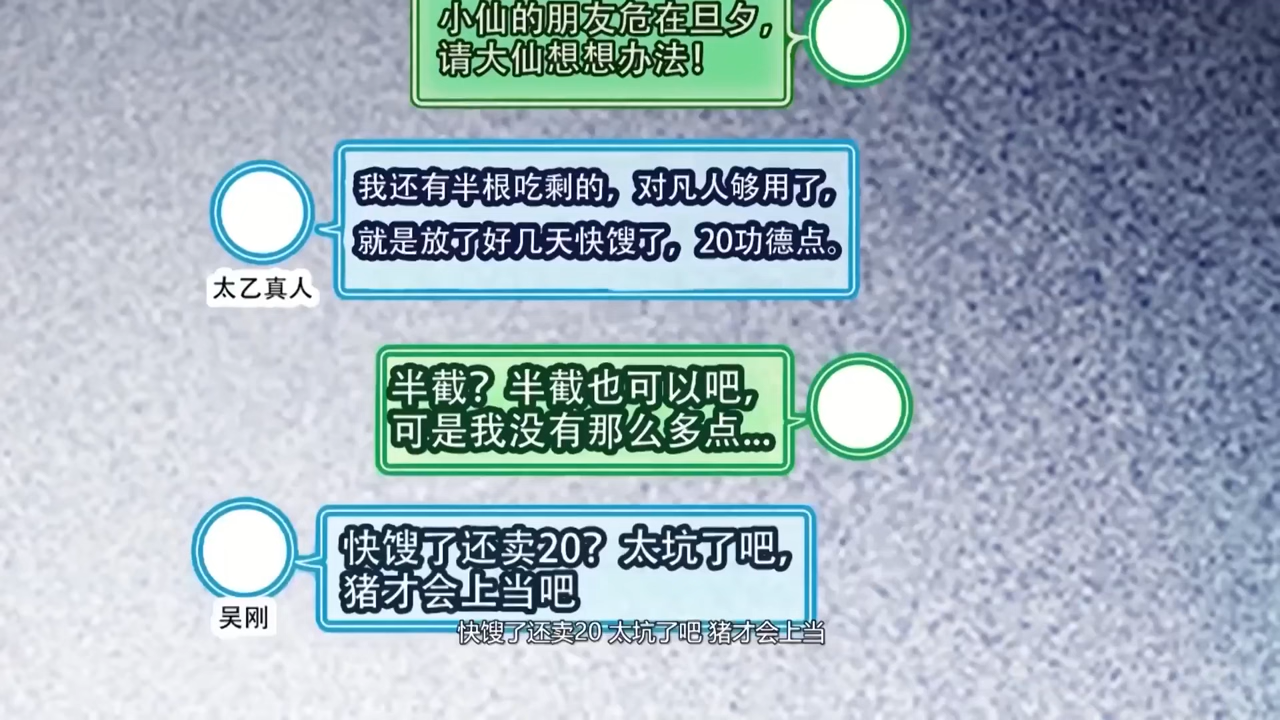 小仙的朋友危在旦夕，
请大仙想想办法！
我还有半根吃剩的，对凡人够用了，
就是放了好几天快馊了，20功德点。
太乙真人
半截？半截也可以吧，
可是我没有那么多点...
快馊了还卖20？太坑了吧，
猪才会上当吧
吴刚
快馊了还卖20 太坑了吧 猪才会上当